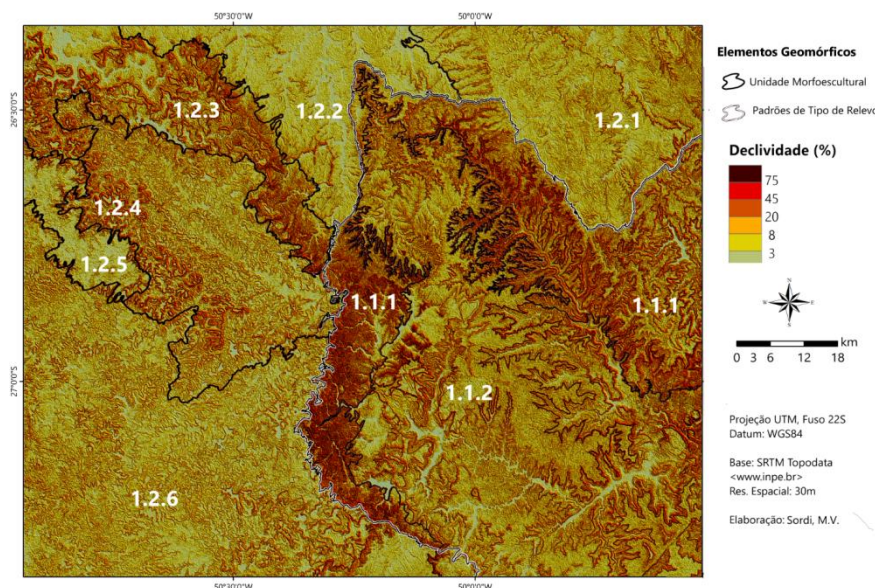 50°30'0"W
50°0'0"W
26°30'0"S
27°0'0"S
1.2.3
1.2.2
1.2.1
1.2.4
1.2.5
1.1.1
1.1.1
1.1.2
1.2.6
50°30'0"W
50°0'0"W
Elementos Geomórficos
Unidade Morfoescultural
Padrões de Tipo de Relevo
Declividade (%)
75
45
20
8
3
N
W E
S
km
0 3 6 12 18
Projeção UTM, Fuso 22S
Datum: WGS84
Base: SRTM Topodata
<www.inpe.br>
Res. Espacial: 30m
Elaboração: Sordi, M.V.